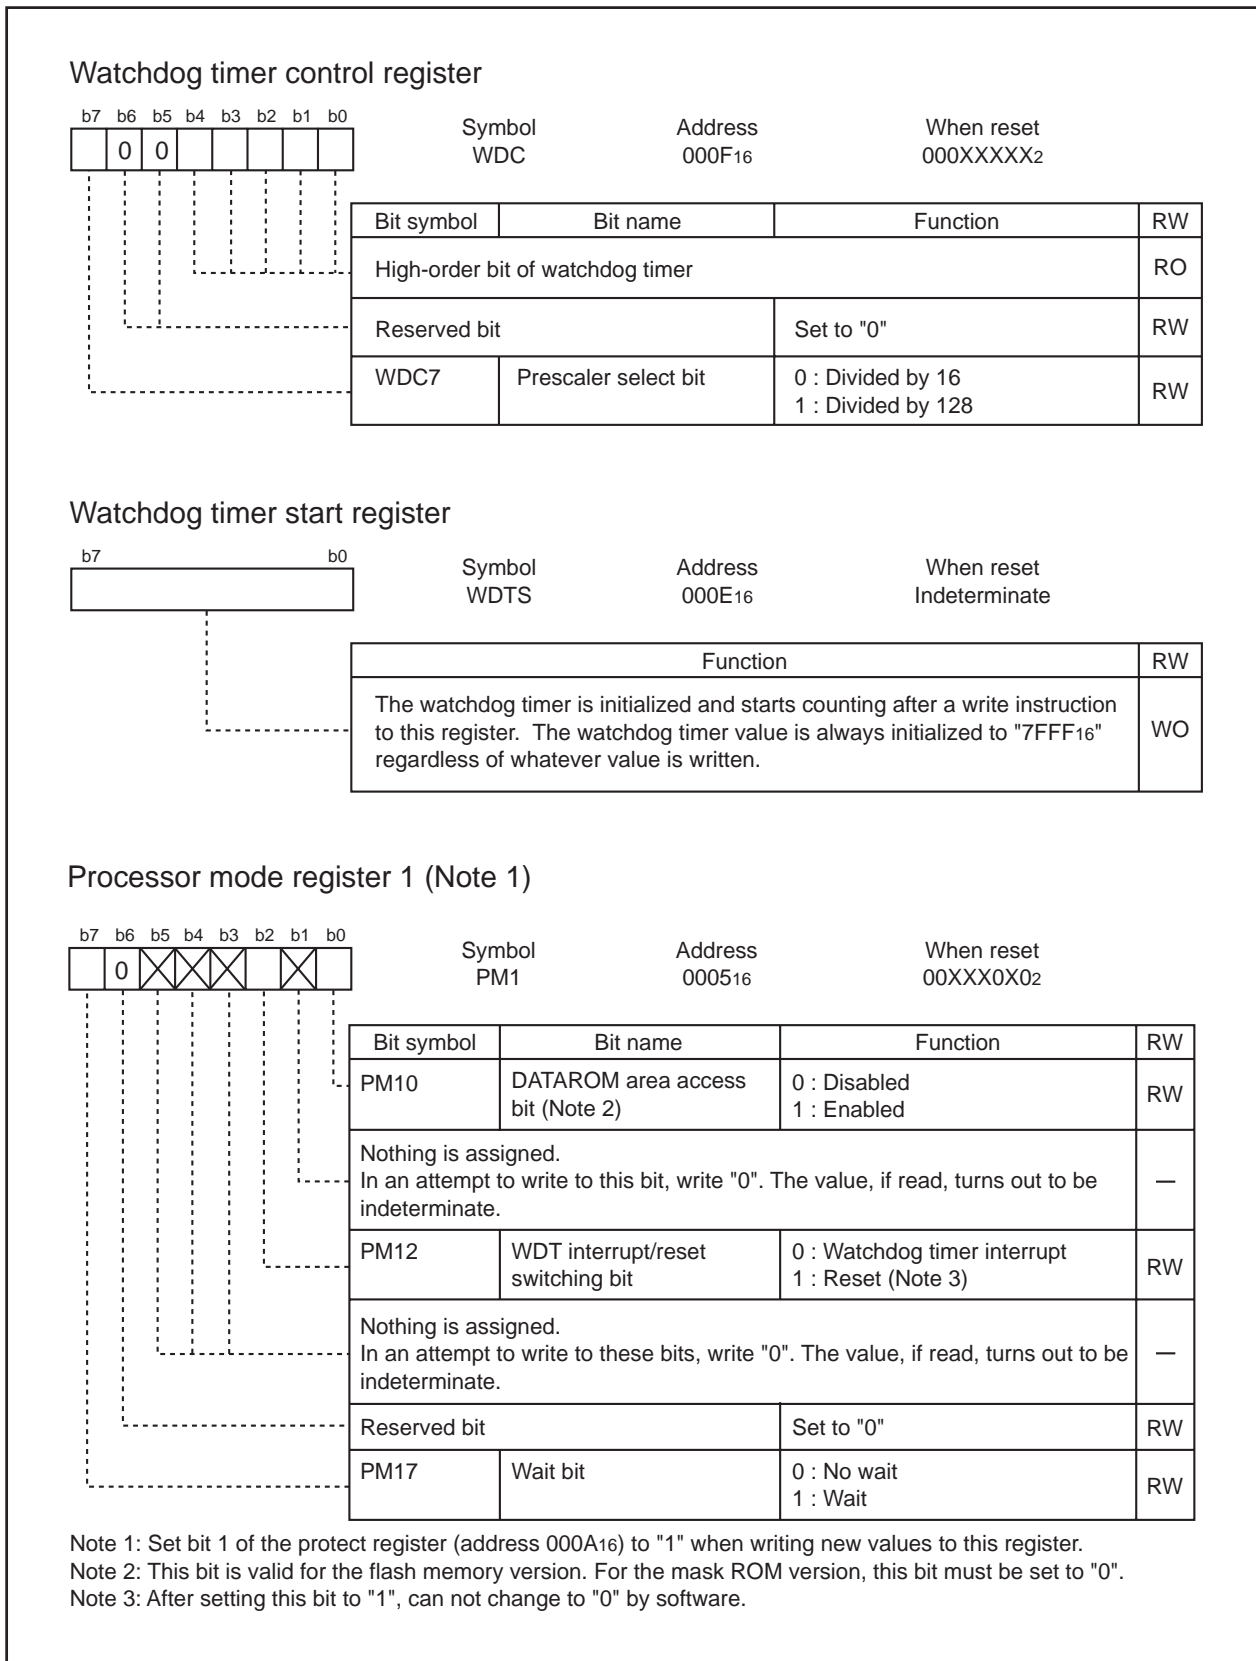 Watchdog timer control register
b7 b6 b5 b4 b3 b2 b1 b0
0 0
Symbol Address When reset
WDC 000F16 000XXXXX2
Bit symbol Bit name Function RW
High-order bit of watchdog timer RO
Reserved bit Set to "0" RW
WDC7 Prescaler select bit 0 : Divided by 16
1 : Divided by 128
RW
Watchdog timer start register
b7 b0
Symbol Address When reset
WDTS 000E16 Indeterminate
Function RW
The watchdog timer is initialized and starts counting after a write instruction
to this register. The watchdog timer value is always initialized to "7FFF16"
regardless of whatever value is written.
WO
Processor mode register 1 (Note 1)
b7 b6 b5 b4 b3 b2 b1 b0
0
Symbol Address When reset
PM1 000516 00XXX0X02
Bit symbol Bit name Function RW
PM10 DATAROM area access 0 : Disabled
bit (Note 2) 1 : Enabled
RW
Nothing is assigned.
In an attempt to write to this bit, write "0". The value, if read, turns out to be
indeterminate.
—
PM12 WDT interrupt/reset 0 : Watchdog timer interrupt
switching bit 1 : Reset (Note 3)
RW
Nothing is assigned.
In an attempt to write to these bits, write "0". The value, if read, turns out to be
indeterminate.
—
Reserved bit Set to "0" RW
PM17 Wait bit 0 : No wait
1 : Wait
RW
Note 1: Set bit 1 of the protect register (address 000A16) to "1" when writing new values to this register.
Note 2: This bit is valid for the flash memory version. For the mask ROM version, this bit must be set to "0".
Note 3: After setting this bit to "1", can not change to "0" by software.